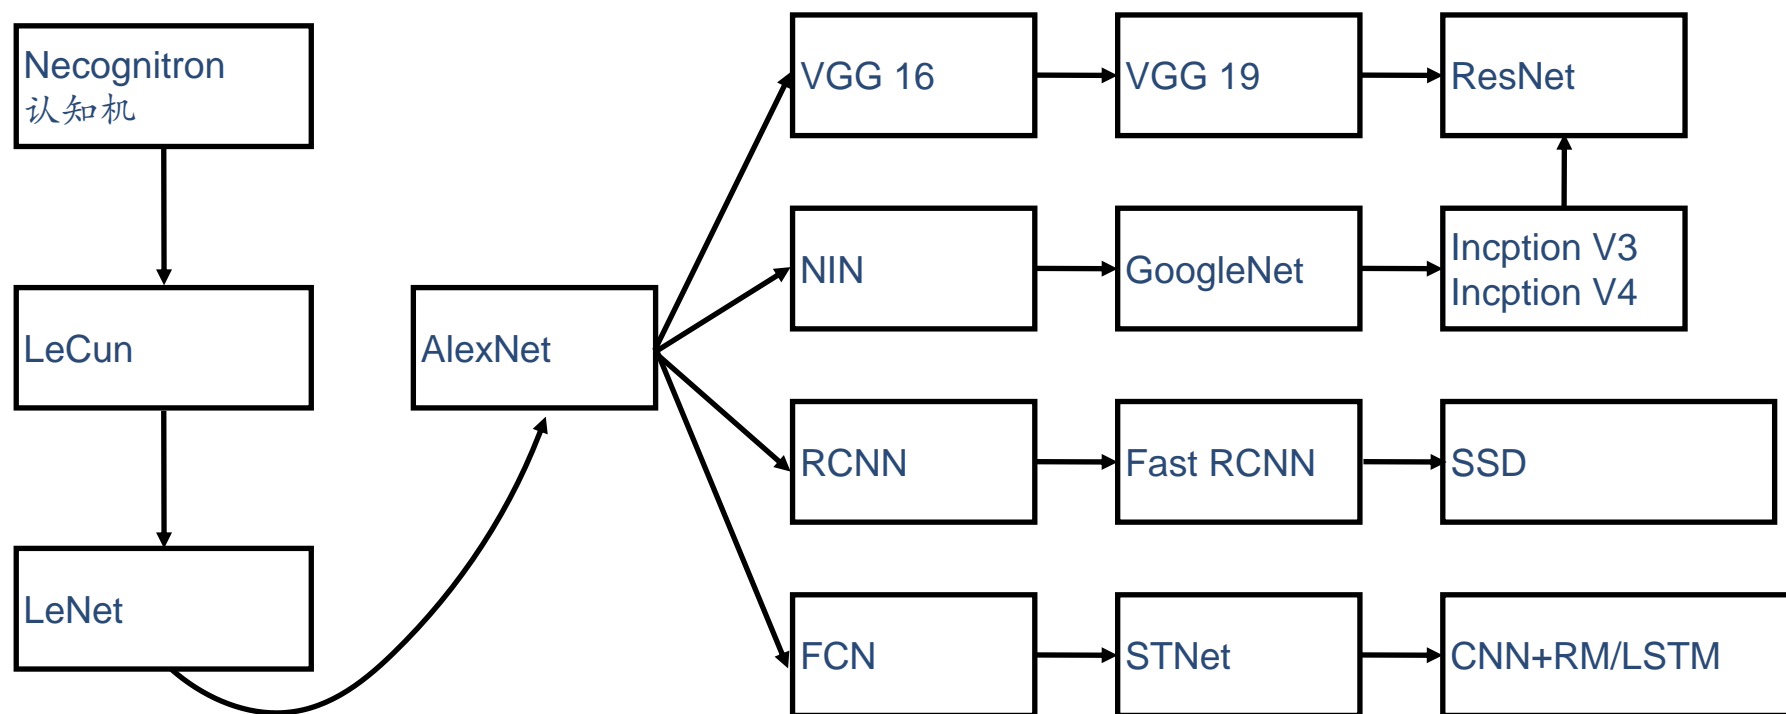 Necognitron
认知机
LeCun
LeNet
AlexNet
VGG 16
VGG 19
ResNet
NIN
GoogleNet
Incption V3
Incption V4
RCNN
Fast RCNN
SSD
FCN
STNet
CNN+RM/LSTM